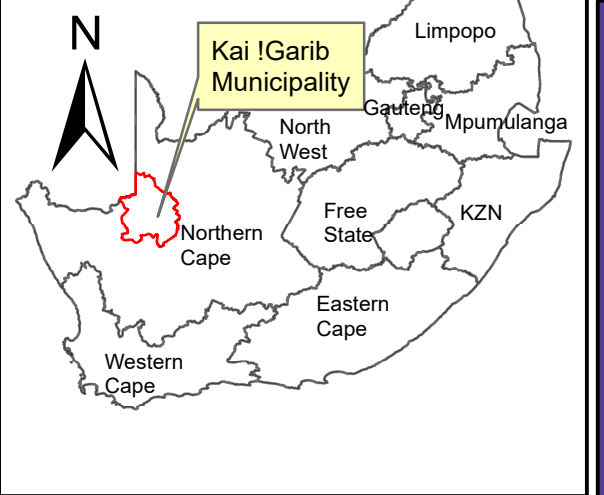 N
Limpopo
Kai !Garib
Municipality
Gauteng
Mpumulanga
North
West
Free
State
KZN
Northern
Cape
Eastern
Cape
Western
Cape